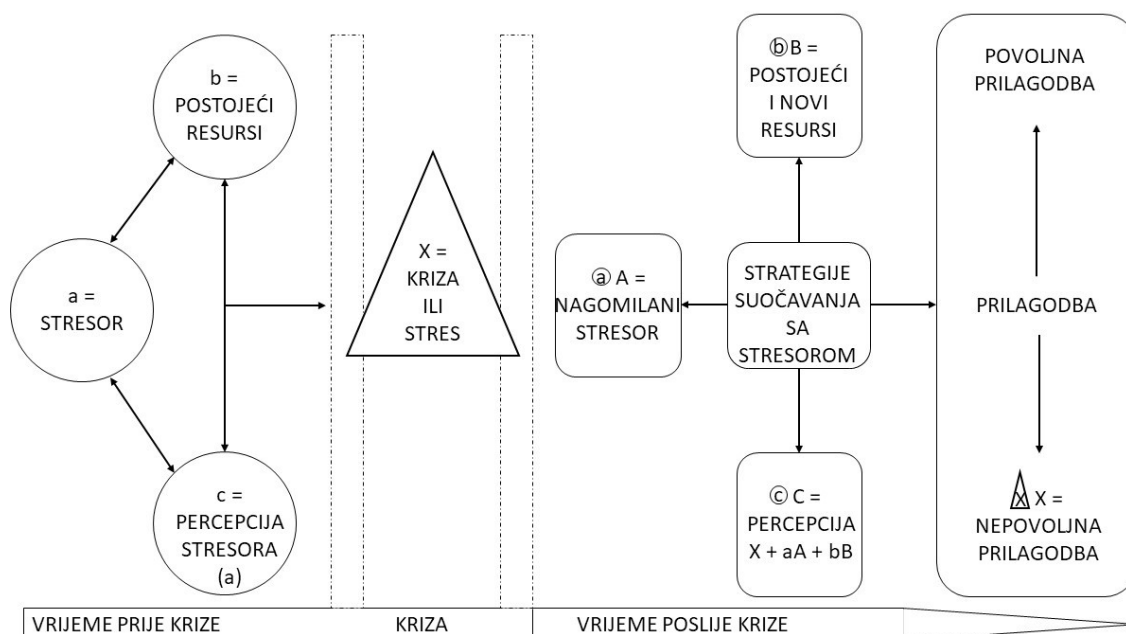 b =
POSTOJEĆI
RESURSI
a =
STRESOR
c =
PERCEPCIJA
STRESORA
(a)
X =
KRIZA
ILI
STRES
ⓐ A =
NAGOMILANI
STRESOR
ⓑ B =
POSTOJEĆI
I NOVI
RESURSI
STRATEGIJE
SUOČAVANJA
SA
STRESOROM
ⓒ C =
PERCEPCIJA
X + aA + bB
POVOLJNA
PRILAGODBA
PRILAGODBA
X X =
NEPOVOLJNA
PRILAGODBA
VRIJEME PRIJE KRIZE
KRIZA
VRIJEME POSLIJE KRIZE